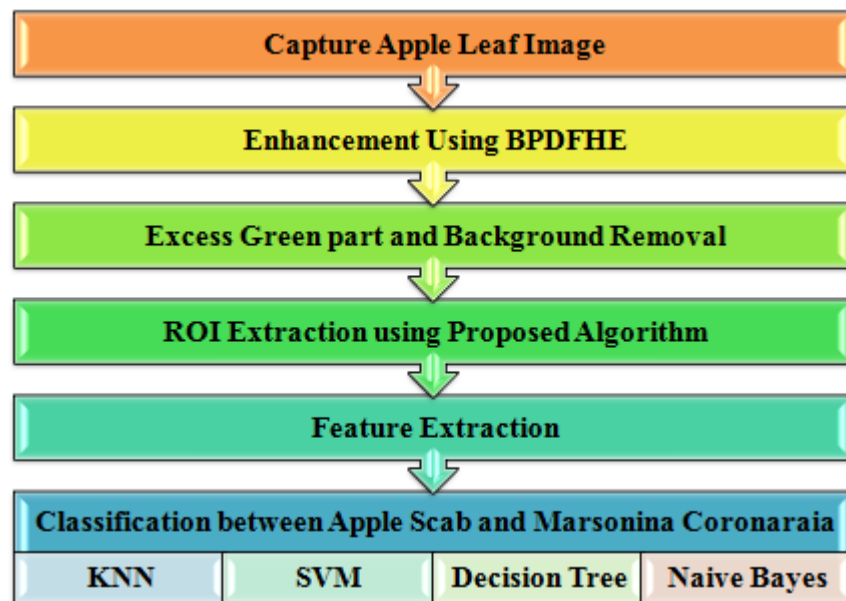 Capture Apple Leaf Image
Enhancement Using BPDFHE
Excess Green part and Background Removal
ROI Extraction using Proposed Algorithm
Feature Extraction
Classification between Apple Scab and Marsonina Coronaraia
KNN SVM Decision Tree Naive Bayes